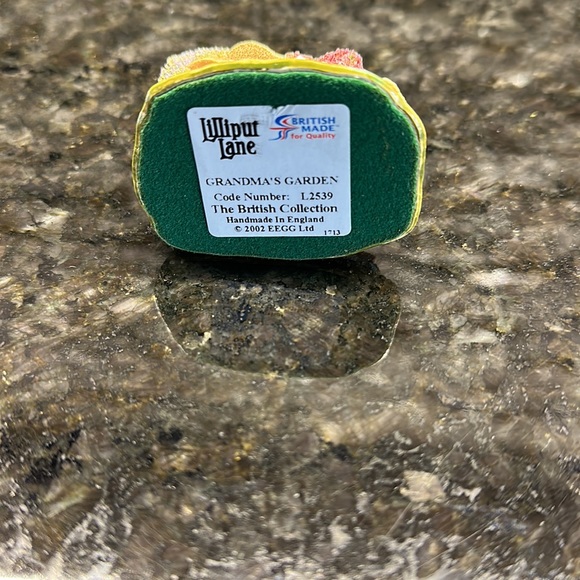 Lilliput
Lane
BRITISH
MADE™
for Quality
GRANDMA'S GARDEN
Code Number: L2539
The British Collection
Handmade In England
© 2002 EEGG Ltd
1713